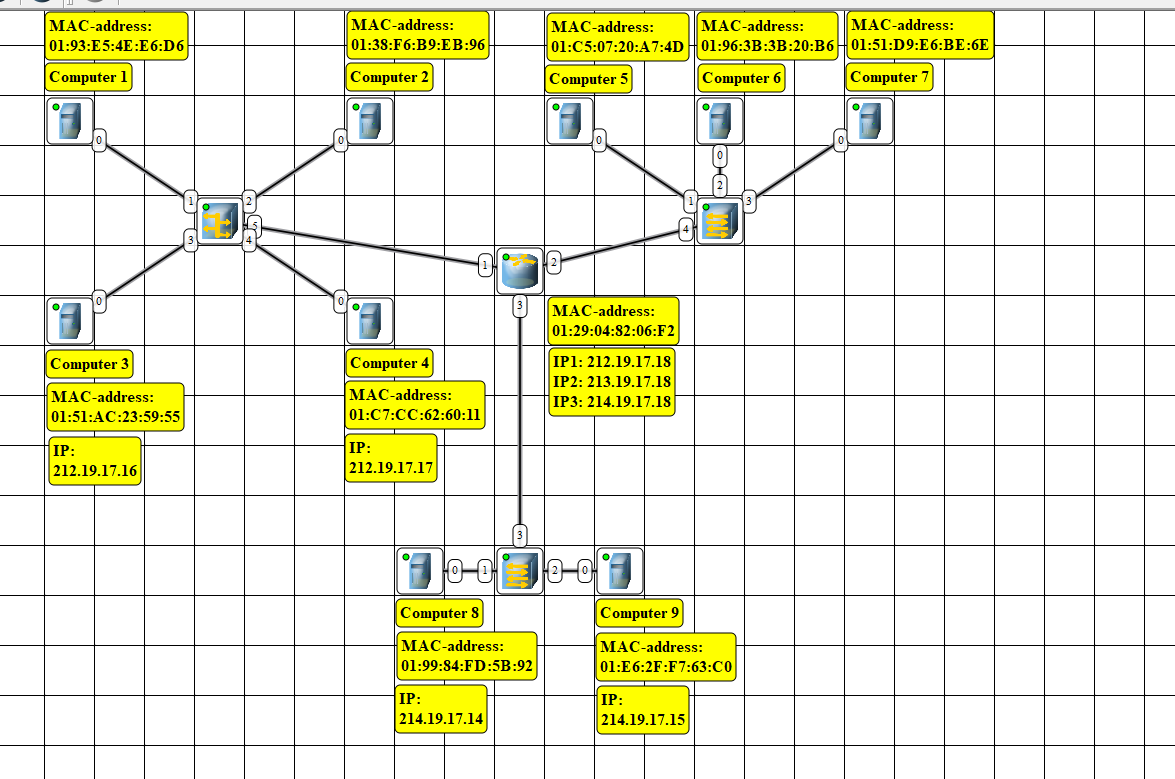 MAC-address:
01:93:E5:4E:E6:D6
Computer 1
MAC-address:
01:38:F6:B9:EB:96
Computer 2
MAC-address:
01:C5:07:20:A7:4D
Computer 5
MAC-address:
01:96:3B:3B:20:B6
Computer 6
MAC-address:
01:51:D9:E6:BE:6E
Computer 7
0
0
0
0
0
1
2
3
4
5
1
2
3
4
1
2
3
0
0
Computer 3
MAC-address:
01:51:AC:23:59:55
IP:
212.19.17.16
Computer 4
MAC-address:
01:C7:CC:62:60:11
IP:
212.19.17.17
MAC-address:
01:29:04:82:06:F2
IP1: 212.19.17.18
IP2: 213.19.17.18
IP3: 214.19.17.18
3
0
1
2
0
Computer 8
MAC-address:
01:99:84:FD:5B:92
IP:
214.19.17.14
Computer 9
MAC-address:
01:E6:2F:F7:63:C0
IP:
214.19.17.15